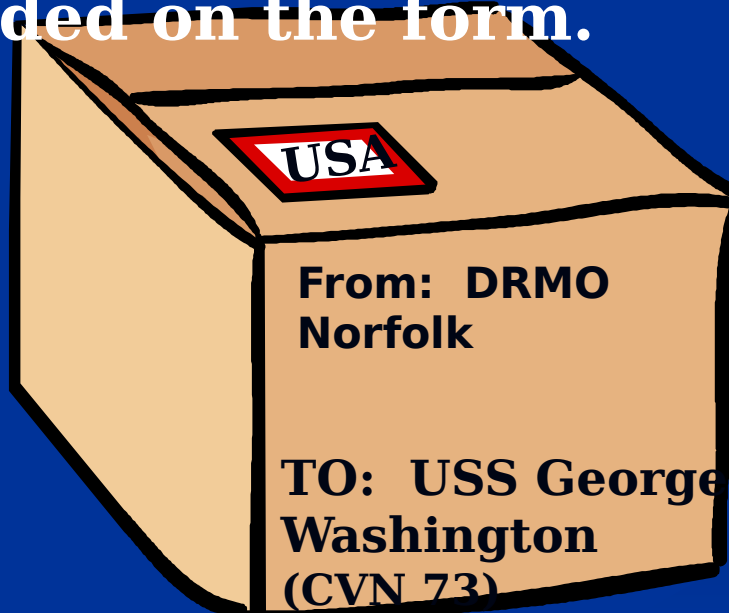 ded on the form.
USA
From: DRMO
Norfolk
TO: USS George
Washington
(CVN 73)